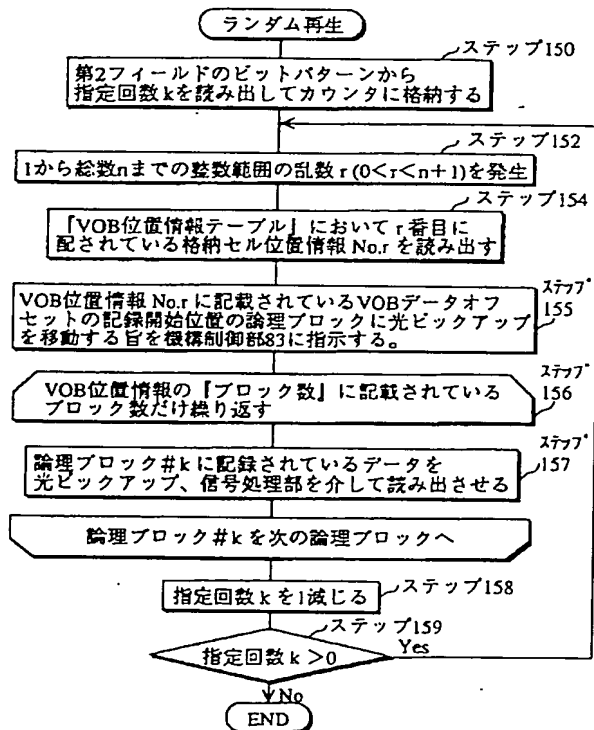 ランダム再生
ステップ150
第2フィールドのビットパターンから
指定回数kを読み出してカウンタに格納する
ステップ152
1から総数nまでの整数範囲の乱数 r (0<r<n+1)を発生
ステップ154
『VOB位置情報テーブル』において r 番目に
配されている格納セル位置情報 No.r を読み出す
ステップ
155
VOB位置情報 No.r に記載されているVOBデータオフ
セットの記録開始位置の論理ブロックに光ピックアップ
を移動する旨を機構制御部83に指示する。
ステップ
156
VOB位置情報の『ブロック数』に記載されている
ブロック数だけ繰り返す
ステップ
157
論理ブロック#kに記録されているデータを
光ピックアップ、信号処理部を介して読み出させる
論理ブロック#kを次の論理ブロックへ
ステップ158
指定回数kを1減じる
ステップ159
指定回数k>0
Yes
No
END